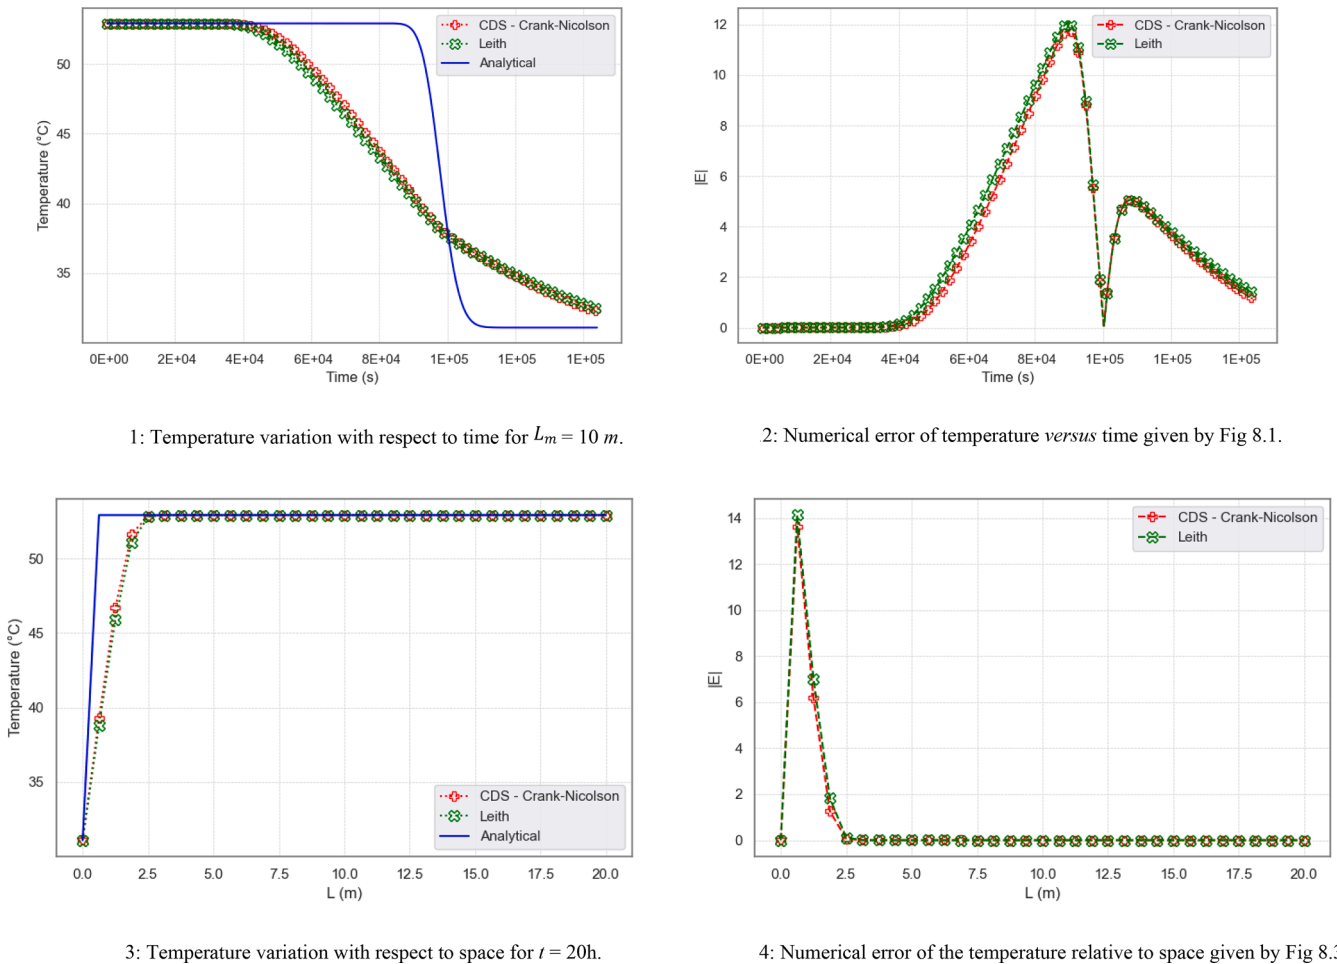 CDS - Crank-Nicolson
Leith
Analytical
50
45
40
35
Temperature (°C)
0E+00 2E+04 4E+04 6E+04 8E+04 1E+05 1E+05 1E+05
Time (s)
1: Temperature variation with respect to time for Lm = 10 m.
CDS - Crank-Nicolson
Leith
12
10
8
6
4
2
0
|E|
0E+00 2E+04 4E+04 6E+04 8E+04 1E+05 1E+05 1E+05
Time (s)
.2: Numerical error of temperature versus time given by Fig 8.1.
50
45
40
35
Temperature (°C)
CDS - Crank-Nicolson
Leith
Analytical
0.0 2.5 5.0 7.5 10.0 12.5 15.0 17.5 20.0
L (m)
3: Temperature variation with respect to space for t = 20h.
CDS - Crank-Nicolson
Leith
14
12
10
8
6
4
2
0
|E|
0.0 2.5 5.0 7.5 10.0 12.5 15.0 17.5 20.0
L (m)
4: Numerical error of the temperature relative to space given by Fig 8.3